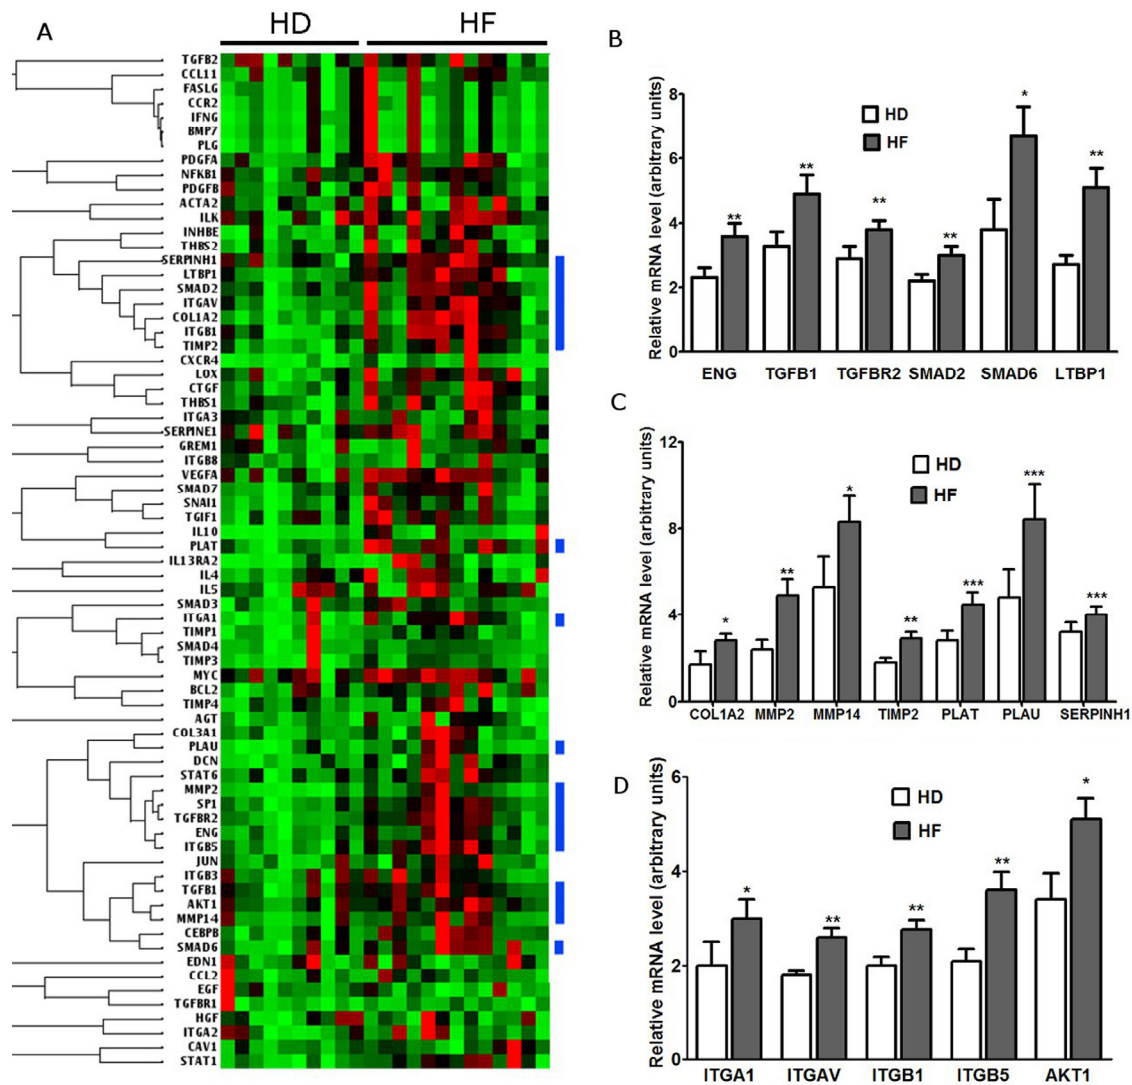 A
HD HF
TGFB2
CCL11
FASLG
CCR2
IFNG
BMP7
PLG
PDGFA
NFKB1
PDGFB
ACTA2
ILK
INHBE
THBS2
SERPINH1
LTBP1
SMAD2
ITGAV
COL1A2
ITGB1
TIMP2
CXCR4
LOX
CTGF
THBS1
ITGA3
SERPINE1
GREM1
ITGB8
VEGFA
SMAD7
SNAI1
TGIF1
IL10
PLAT
IL13RA2
IL4
IL5
SMAD3
ITGA1
TIMP1
SMAD4
TIMP3
MYC
BCL2
TIMP4
AGT
COL3A1
PLAU
DCN
STAT6
MMP2
SP1
TGFBR2
ENG
ITGB5
JUN
ITGB3
TGFB1
AKT1
MMP14
CEBPB
SMAD6
EDN1
CCL2
EGF
TGFBR1
HGF
ITGA2
CAV1
STAT1
B
Relative mRNA level (arbitrary units)
8
6
4
2
0
HD
HF
** ** ** ** * **
ENG TGFB1 TGFBR2 SMAD2 SMAD6 LTBP1
C
Relative mRNA level (arbitrary units)
12
8
4
0
HD
HF
* ** * ** *** *** ***
COL1A2 MMP2 MMP14 TIMP2 PLAT PLAU SERPINH1
D
Relative mRNA level (arbitrary units)
6
4
2
0
HD
HF
* ** ** ** *
ITGA1 ITGAV ITGB1 ITGB5 AKT1